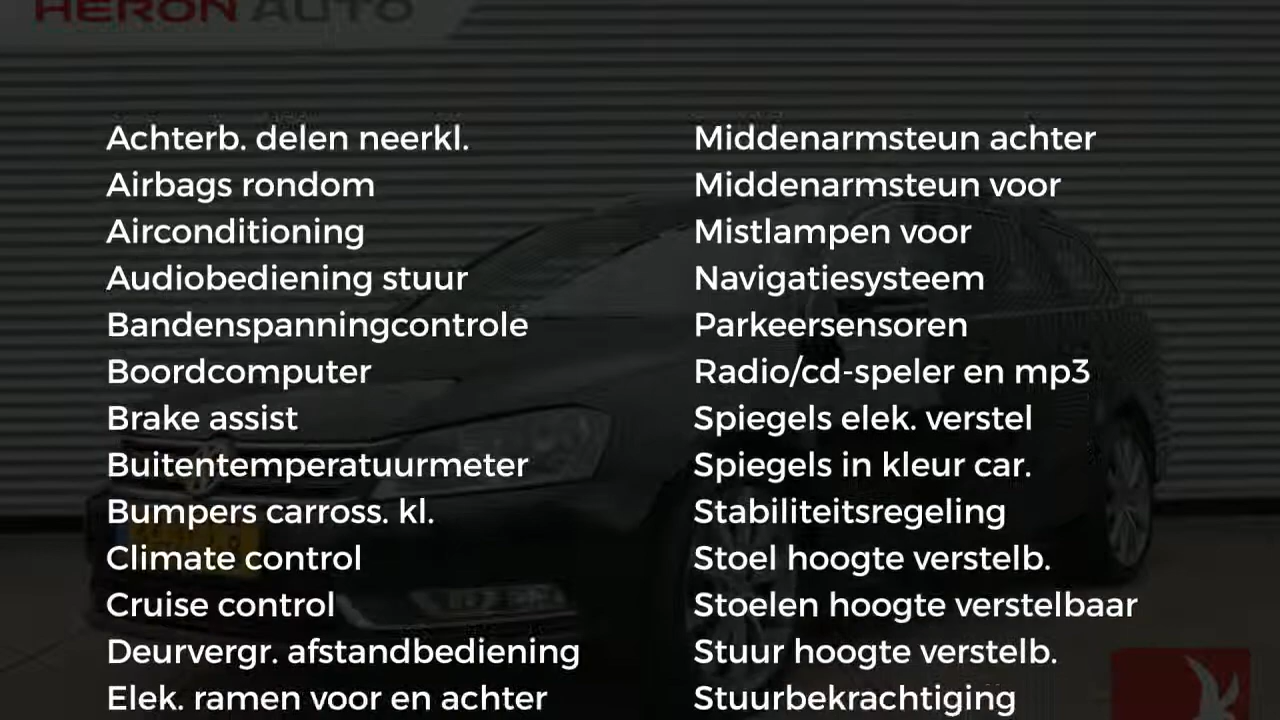 HERON AUTO
Achterb. delen neerkl.
Airbags rondom
Airconditioning
Audiobediening stuur
Bandenspanningcontrole
Boordcomputer
Brake assist
Buitentemperatuurmeter
Bumpers carross. kl.
Climate control
Cruise control
Deurvergr. afstandbediening
Elek. ramen voor en achter
Middenarmsteun achter
Middenarmsteun voor
Mistlampen voor
Navigatiesysteem
Parkeersensoren
Radio/cd-speler en mp3
Spiegels elek. verstel
Spiegels in kleur car.
Stabiliteitsregeling
Stoel hoogte verstelb.
Stoelen hoogte verstelbaar
Stuur hoogte verstelb.
Stuurbekrachtiging